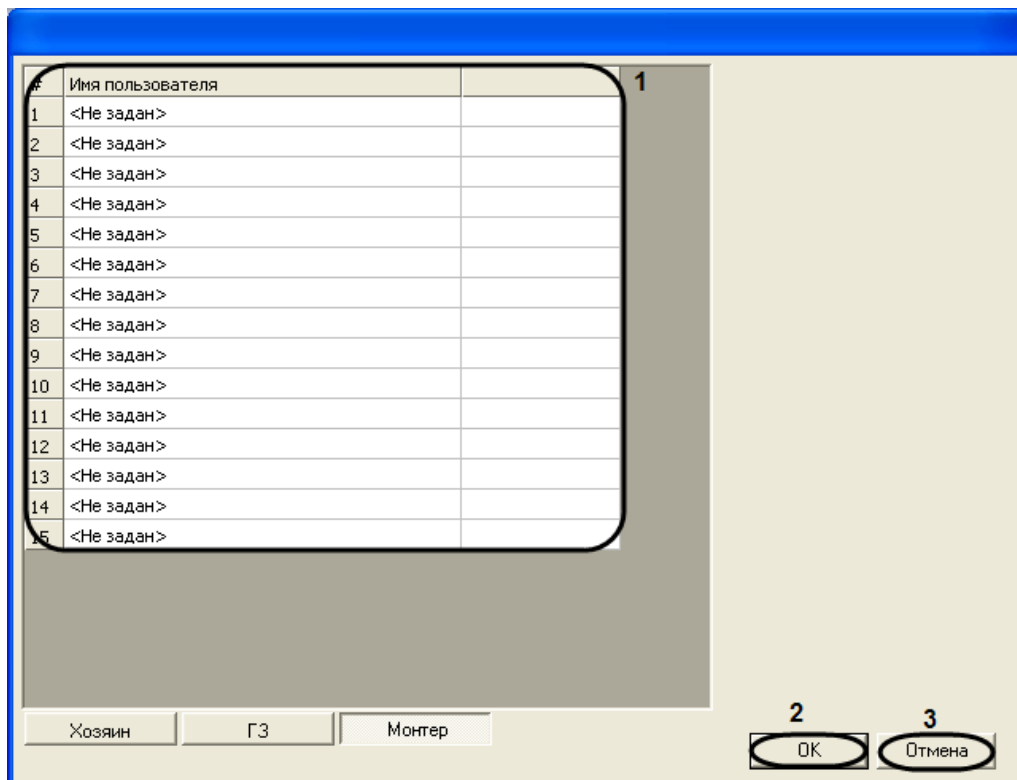 # Имя пользователя 1
1 <Не задан>
2 <Не задан>
3 <Не задан>
4 <Не задан>
5 <Не задан>
6 <Не задан>
7 <Не задан>
8 <Не задан>
9 <Не задан>
10 <Не задан>
11 <Не задан>
12 <Не задан>
13 <Не задан>
14 <Не задан>
15 <Не задан>
2 3
Хозяин ГЗ Монтер
OK Отмена